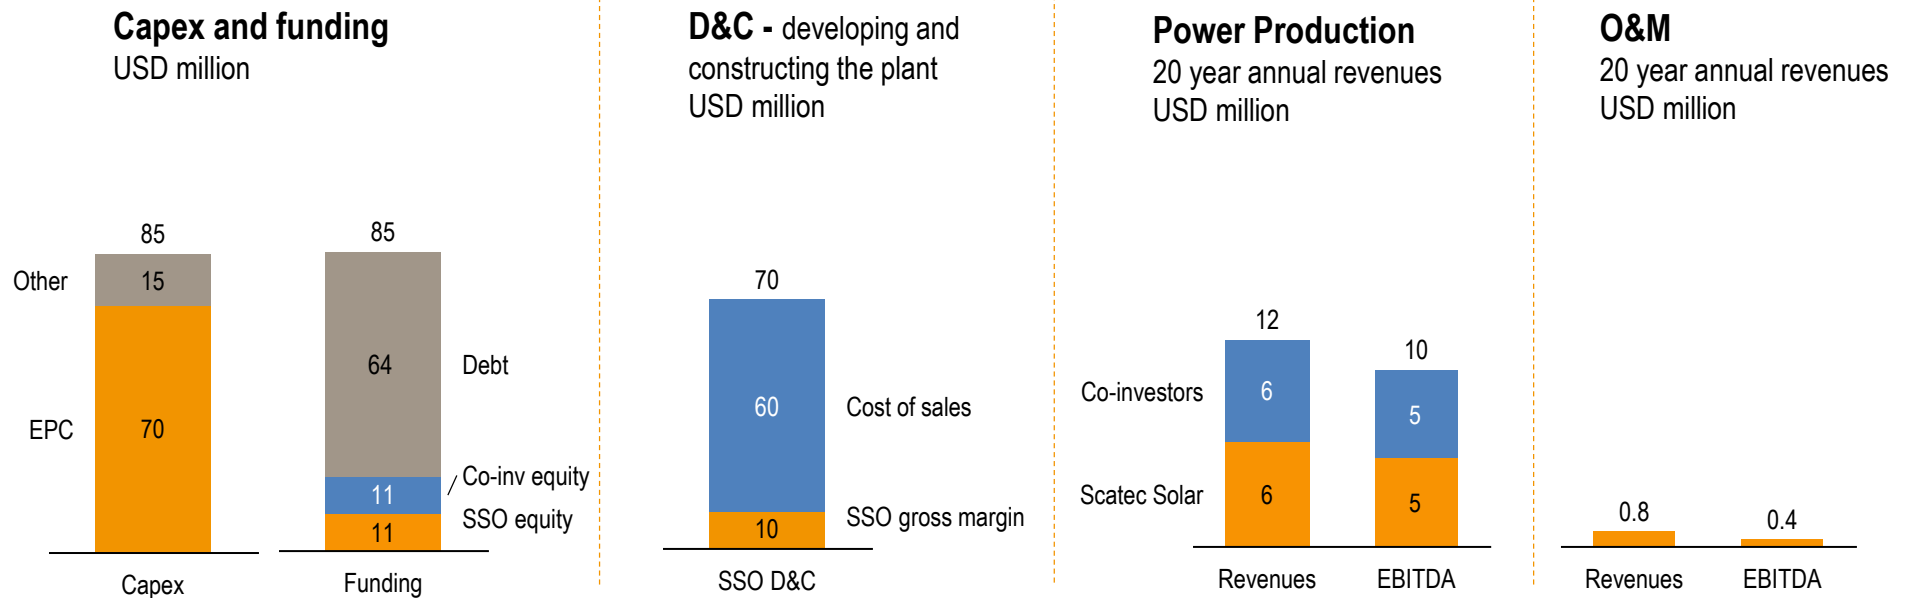 Capex and funding
USD million
85
Other
15
EPC
70
Capex
85
64
Debt
Co-inv equity
11
SSO equity
11
Funding
D&C - developing and
constructing the plant
USD million
70
60
Cost of sales
SSO gross margin
10
SSO D&C
Power Production
20 year annual revenues
USD million
12
10
Co-investors
6
5
Scatec Solar
6
5
Revenues
EBITDA
O&M
20 year annual revenues
USD million
0.8
0.4
Revenues
EBITDA